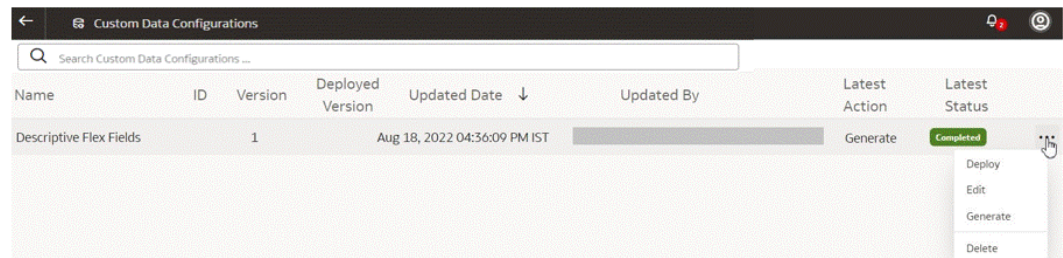 Custom Data Configurations
2
Search Custom Data Configurations ...
Name ID Version Deployed Version Updated Date ↓ Updated By Latest Action Latest Status
Descriptive Flex Fields 1 Aug 18, 2022 04:36:09 PM IST Generate Completed
Deploy
Edit
Generate
Delete